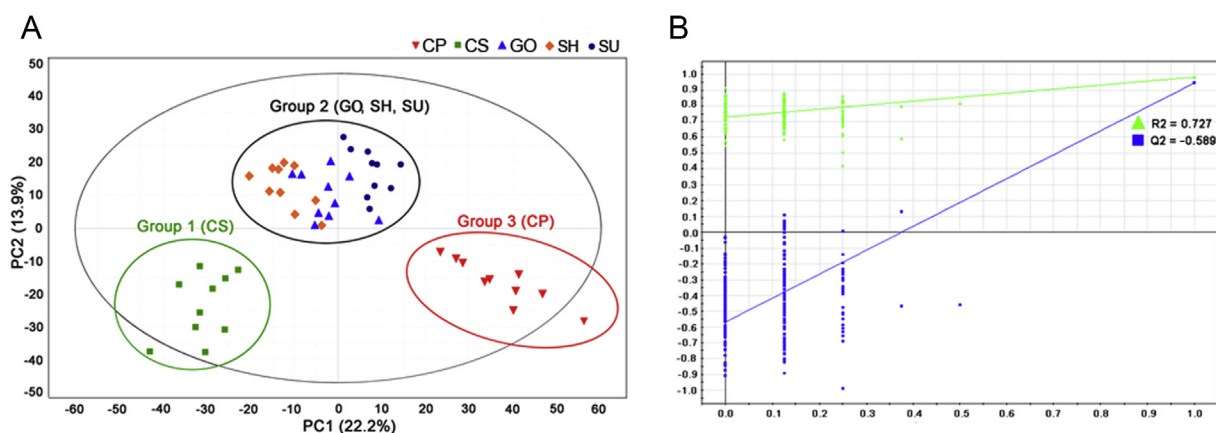 A
CP CS GO SH SU
50
40
30
20
10
0
-10
-20
-30
-40
-50
PC2 (13.9%)
Group 2 (GO, SH, SU)
Group 1 (CS)
Group 3 (CP)
-60 -50 -40 -30 -20 -10 0 10 20 30 40 50 60
PC1 (22.2%)
B
1.0
0.9
0.8
0.7
0.6
0.5
0.4
0.3
0.2
0.1
0.0
-0.1
-0.2
-0.3
-0.4
-0.5
-0.6
-0.7
-0.8
-0.9
-1.0
R2 = 0.727
Q2 = -0.589
0.0 0.1 0.2 0.3 0.4 0.5 0.6 0.7 0.8 0.9 1.0